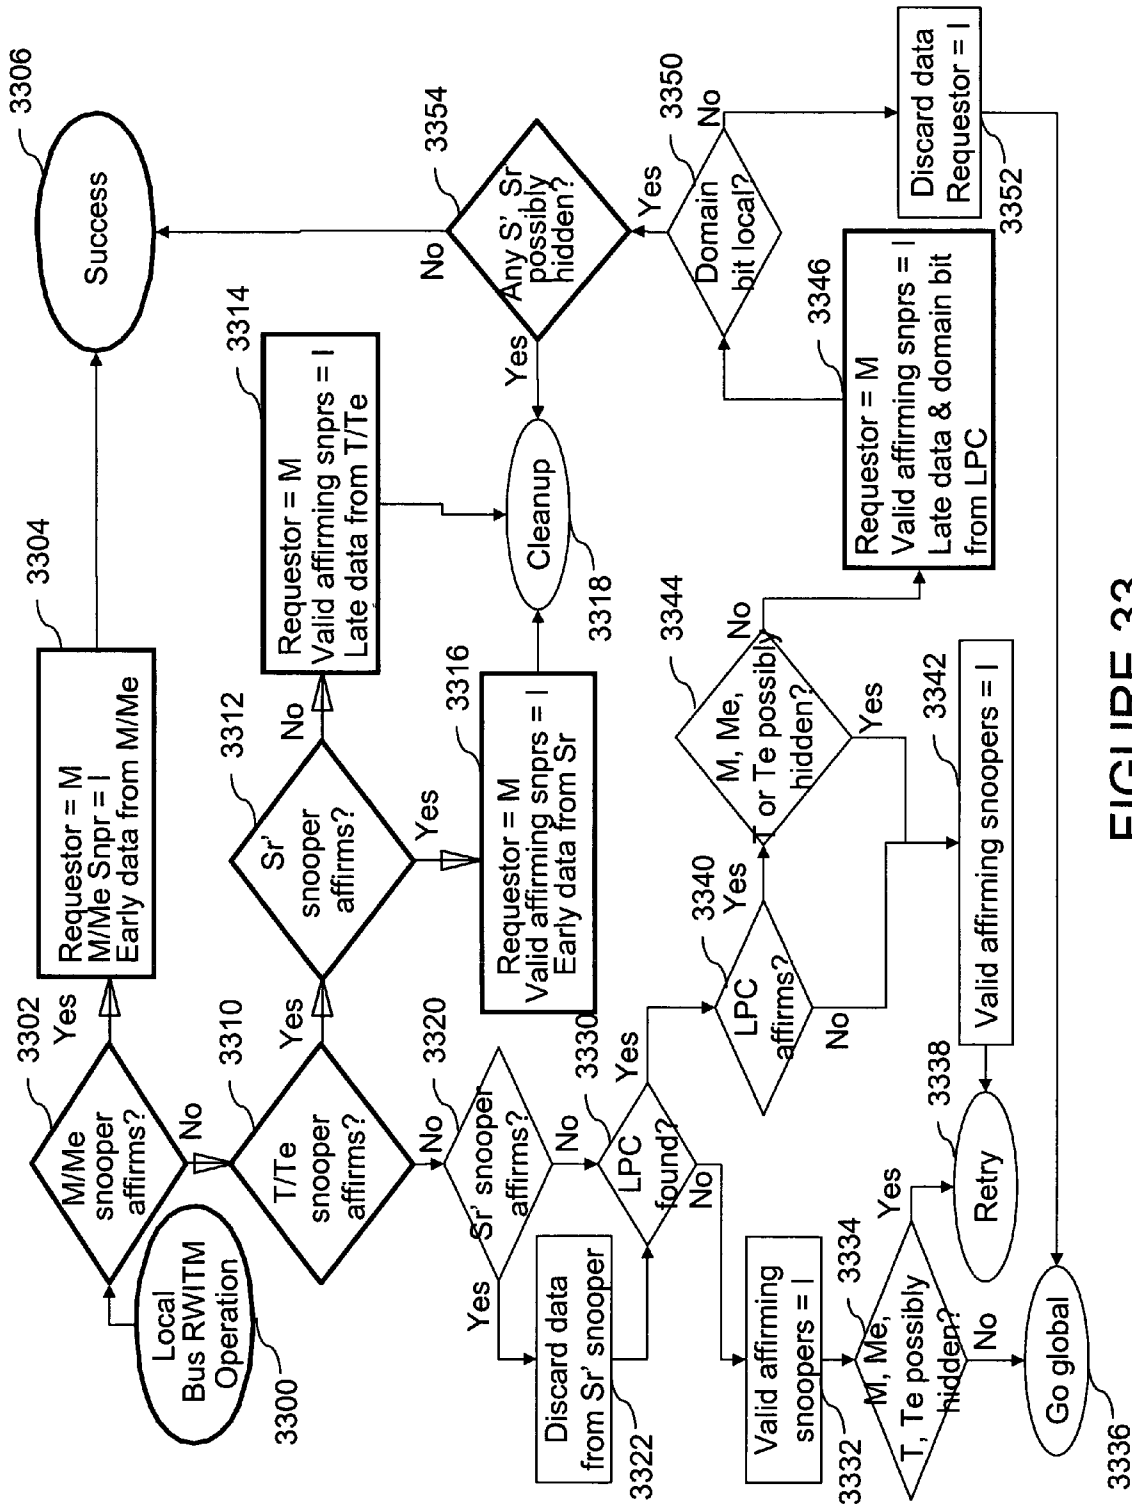 Local
Bus RWITM
Operation
3300
M/Me
snooper
affirms?
3302
Yes
No
Requestor = M
M/Me Snpr = I
Early data from M/Me
3304
Success
3306
T/Te
snooper
affirms?
3310
Yes
No
Sr'
snooper
affirms?
3312
No
Yes
Requestor = M
Valid affirming snprs = I
Late data from T/Te
3314
Requestor = M
Valid affirming snprs = I
Early data from Sr
3316
Cleanup
3318
Sr' snooper
affirms?
3320
Yes
No
Discard data
from Sr' snooper
3322
LPC
found?
3330
Yes
No
Valid affirming
snoopers = I
3332
M, Me,
T, Te possibly
hidden?
3334
Yes
No
Go global
3336
Retry
3338
LPC
affirms?
3340
Yes
No
Valid affirming snoopers = I
3342
M, Me,
T or Te possibly
hidden?
3344
No
Yes
Requestor = M
Valid affirming snprs = I
Late data & domain bit
from LPC
3346
Domain
bit local?
3350
Yes
No
Discard data
Requestor = I
3352
Any S', Sr
possibly
hidden?
3354
No
Yes
FIGURE 33